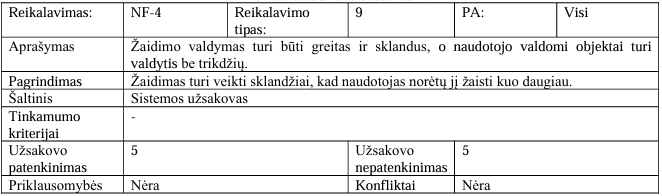 Reikalavimas: NF-4 Reikalavimo tipas: 9 PA: Visi
Aprašymas Žaidimo valdymas turi būti greitas ir sklandus, o naudotojo valdomi objektai turi
valdytis be trikdžių.
Pagrindimas Žaidimas turi veikti sklandžiai, kad naudotojas norėtų jį žaisti kuo daugiau.
Šaltinis Sistemos užsakovas
Tinkamumo kriterijai -
Užsakovo patenkinimas 5 Užsakovo nepatenkinimas 5
Priklausomybės Nėra Konfliktai Nėra